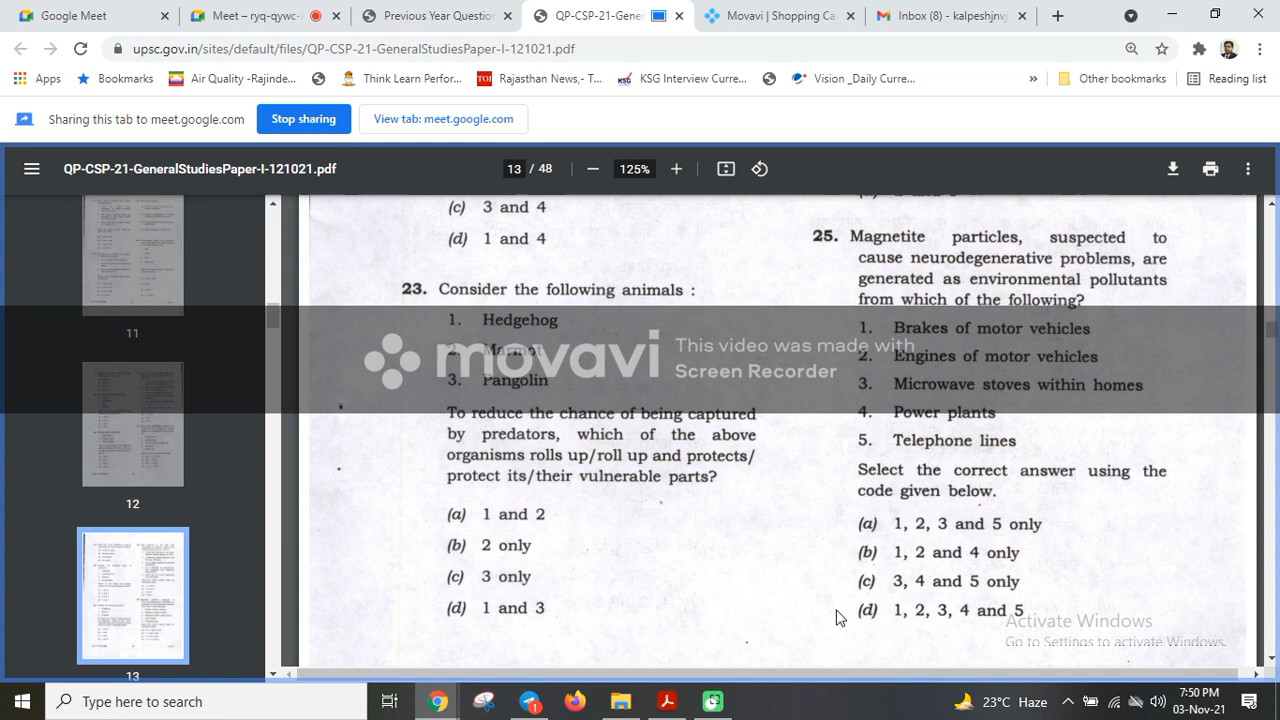 Google Meet
Meet – ryq-qywc-
Previous Year Question
QP-CSP-21-Gener
Movavi | Shopping Ca
Inbox (8) - kalpeshjnvj
upsc.gov.in/sites/default/files/QP-CSP-21-GeneralStudiesPaper-I-121021.pdf
Apps
Bookmarks
Air Quality -Rajinde...
Think Learn Perfor...
TOI
Rajasthan News,- T...
KSG
KSG Interview Curre...
Vision _Daily Curre...
»
Other bookmarks
Reading list
Sharing this tab to meet.google.com
Stop sharing
View tab: meet.google.com
QP-CSP-21-GeneralStudiesPaper-I-121021.pdf
13 / 48
125%
11
12
13
(c) 3 and 4
(d) 1 and 4
23. Consider the following animals :
1. Hedgehog
2. Marmot
3. Pangolin
To reduce the chance of being captured
by predators, which of the above
organisms rolls up/roll up and protects/
protect its/their vulnerable parts?
(a) 1 and 2
(b) 2 only
(c) 3 only
(d) 1 and 3
25. Magnetite particles, suspected to
cause neurodegenerative problems, are
generated as environmental pollutants
from which of the following?
1. Brakes of motor vehicles
2. Engines of motor vehicles
3. Microwave stoves within homes
4. Power plants
5. Telephone lines
Select the correct answer using the
code given below.
(a) 1, 2, 3 and 5 only
(b) 1, 2 and 4 only
(c) 3, 4 and 5 only
(d) 1, 2, 3, 4 and 5
movavi
This video was made with
Screen Recorder
Activate Windows
Go to Settings to activate Windows.
Type here to search
1
23°C Haze
7:50 PM
03-Nov-21